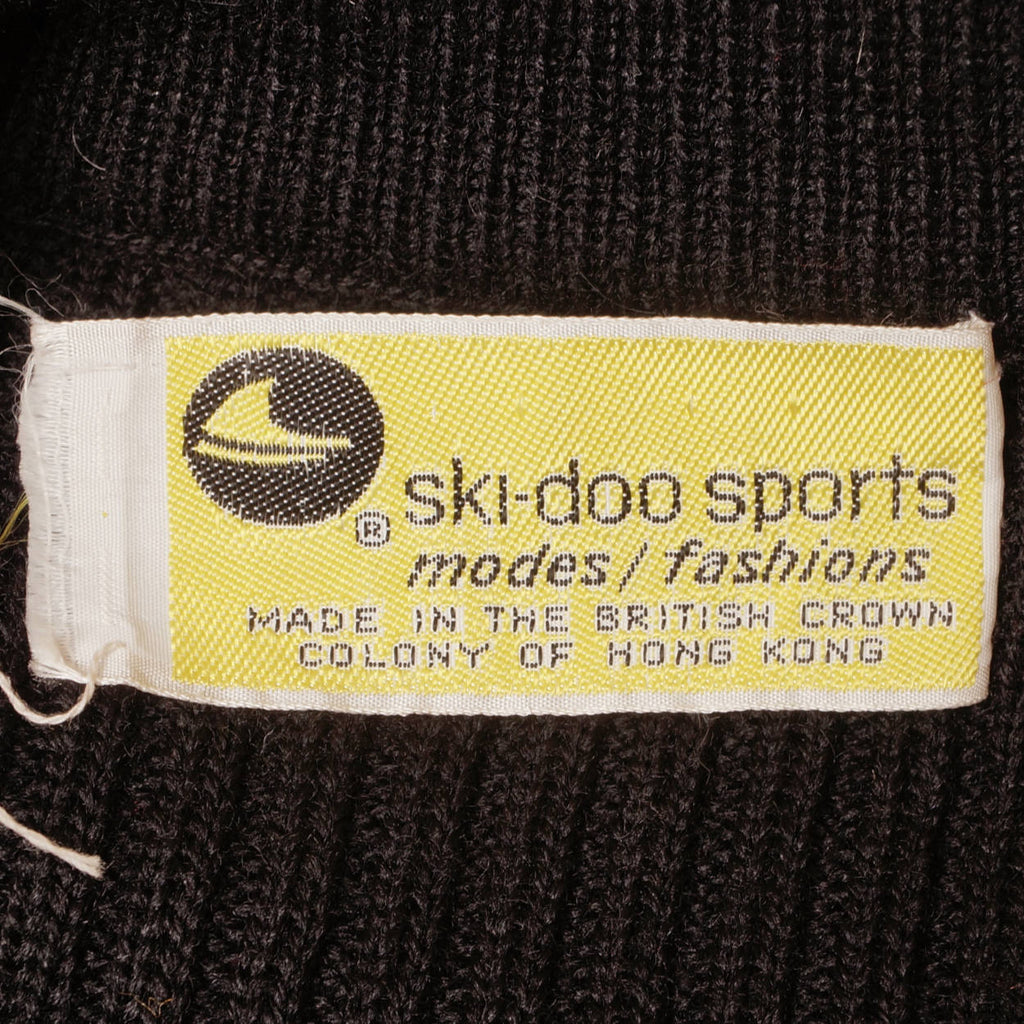 ® ski-doo sports
modes/fashions
MADE IN THE BRITISH CROWN
COLONY OF HONG KONG